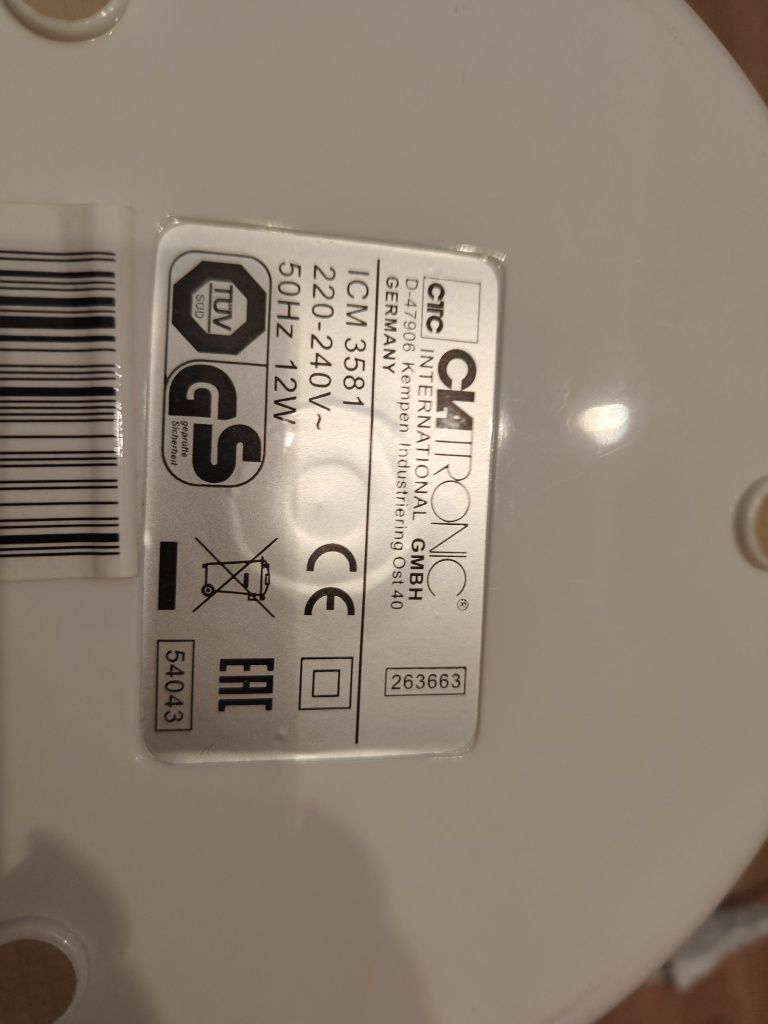 CTC CLATRONIC®
INTERNATIONAL GMBH
D-47906 Kempen Industriering Ost 40
GERMANY
263663
ICM 3581
220-240V~
50Hz 12W
CE
TÜV
SÜD
GS
geprüfte
Sicherheit
EAC
54043